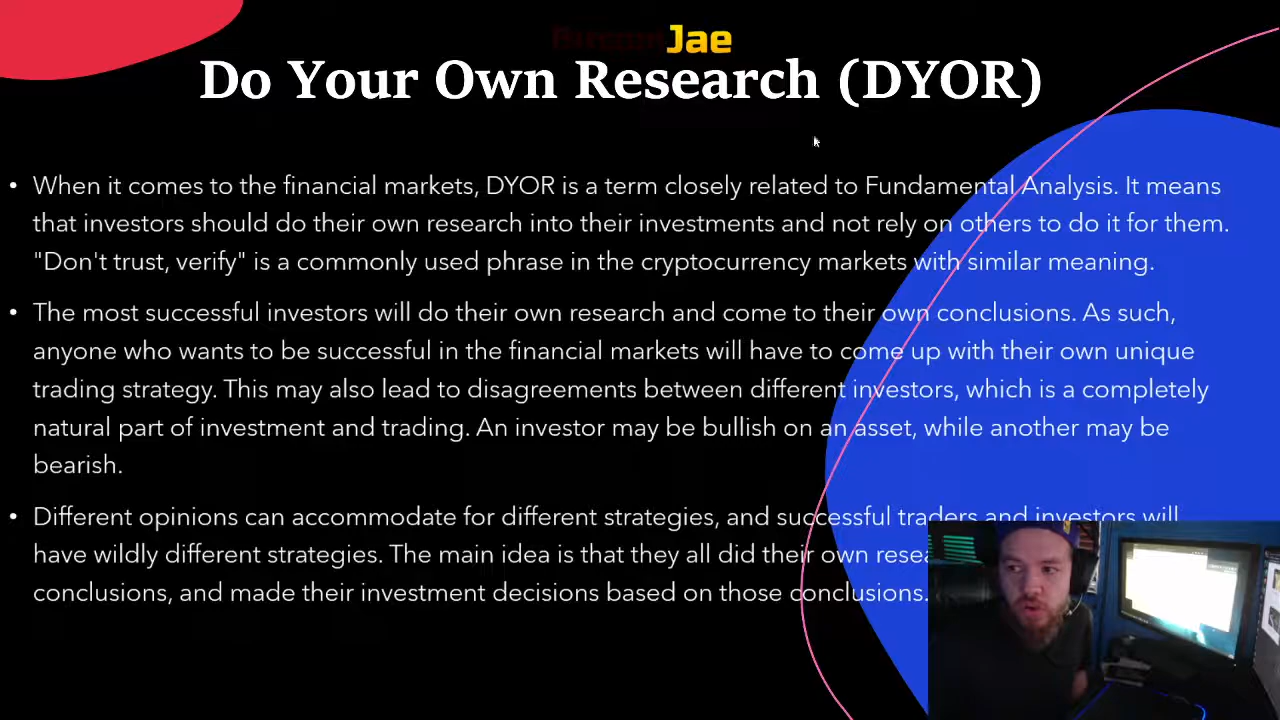 Jae
Do Your Own Research (DYOR)
• When it comes to the financial markets, DYOR is a term closely related to Fundamental Analysis. It means
that investors should do their own research into their investments and not rely on others to do it for them.
"Don't trust, verify" is a commonly used phrase in the cryptocurrency markets with similar meaning.
• The most successful investors will do their own research and come to their own conclusions. As such,
anyone who wants to be successful in the financial markets will have to come up with their own unique
trading strategy. This may also lead to disagreements between different investors, which is a completely
natural part of investment and trading. An investor may be bullish on an asset, while another may be
bearish.
• Different opinions can accommodate for different strategies, and successful traders and investors will
have wildly different strategies. The main idea is that they all did their own
conclusions, and made their investment decisions based on those conclusions.